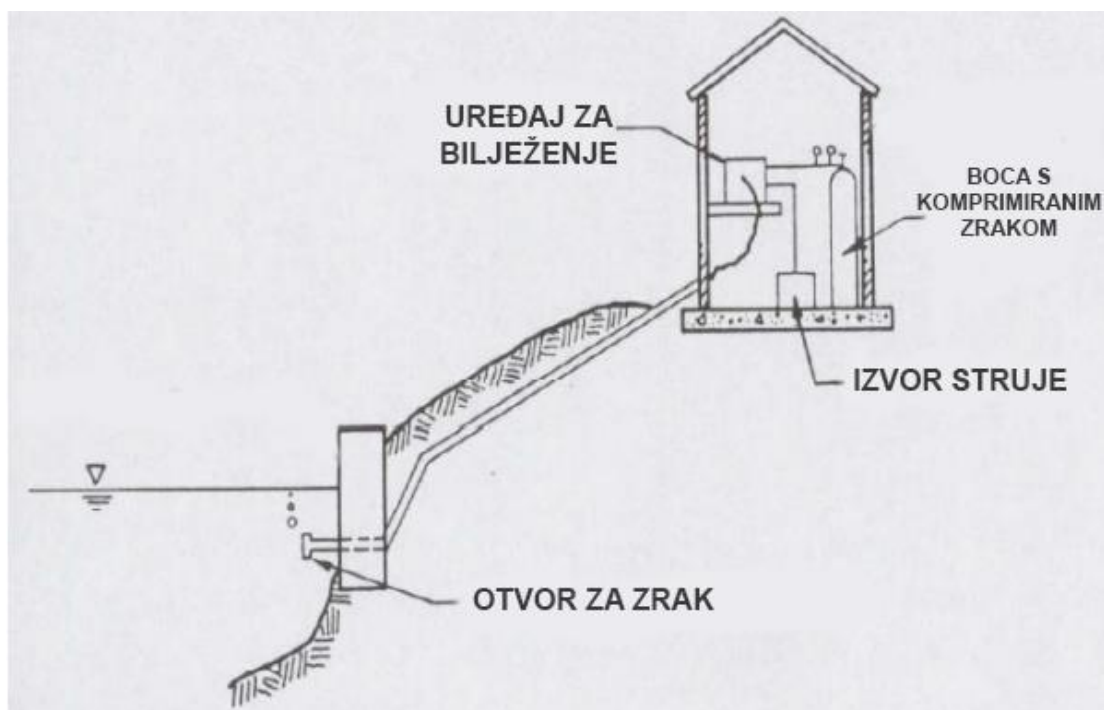 UREĐAJ ZA
BILJEŽENJE
BOCA S
KOMPRIMIRANIM
ZRAKOM
IZVOR STRUJE
OTVOR ZA ZRAK